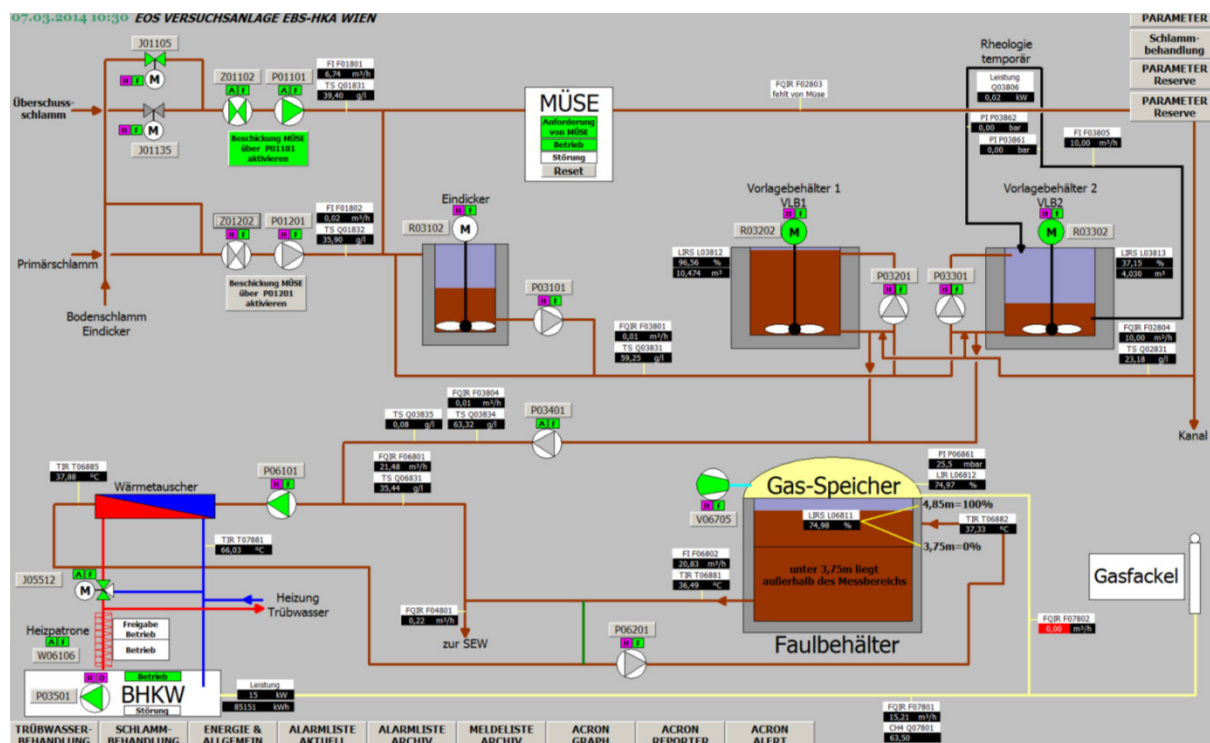 07.03.2014 10:30 EOS VERSUCHSANLAGE EBS-HKA WIEN
PARAMETER
Schlamm-
behandlung
PARAMETER
Reserve
PARAMETER
Reserve
J01105
H F
M
Z01102
A F
P01101
A F
FI F01801
6,74 m³/h
TS Q01831
39,40 g/l
Überschuss-
schlamm
H F
M
J01135
Beschickung MÜSE
über P01101
aktivieren
MÜSE
Anforderung
von MÜSE
Betrieb
Störung
Reset
FQIR F02803
fehlt von Müse
Rheologie
temporär
Leistung
Q03806
0,02 kW
PI P03862
0,00 bar
PI P03861
0,00 bar
FI F03805
10,00 m³/h
Z01202
H F
P01201
H F
FI F01802
0,02 m³/h
TS Q01832
35,90 g/l
Primärschlamm
Beschickung MÜSE
über P01201
aktivieren
Bodenschlamm
Eindicker
Eindicker
H F
R03102
M
P03101
H F
Vorlagebehälter 1
VLB1
H F
R03202
M
LIRS L03812
96,56 %
10,474 m³
P03201
H F
P03301
H F
Vorlagebehälter 2
VLB2
H F
M
R03302
LIRS L03813
37,15 %
4,030 m³
FQIR F03801
0,01 m³/h
TS Q03831
59,25 g/l
FQIR F02804
10,00 m³/h
TS Q02831
23,18 g/l
Kanal
FQIR F03804
0,01 m³/h
TS Q03835
0,08 g/l
TS Q03834
63,32 g/l
P03401
A F
TIR T06885
37,88 °C
Wärmetauscher
P06101
H F
FQIR F06801
21,48 m³/h
TS Q06831
35,44 g/l
TIR T07881
66,03 °C
V06705
H F
Gas-Speicher
PI P06861
25,5 mbar
LIR L06812
74,97 %
LIRS L06811
74,98 %
4,85m=100%
3,75m=0%
TIR T06882
37,33 °C
unter 3,75m liegt
außerhalb des Messbereichs
Faulbehälter
Gasfackel
J05512
A F
M
Heizung
Trübwasser
FI F06802
20,83 m³/h
TIR T06881
36,49 °C
FQIR F04801
0,22 m³/h
zur SEW
P06201
H F
FQIR F07802
0,00 m³/h
Heizpatrone
A F
W06106
Freigabe
Betrieb
Betrieb
H O
P03501
Betrieb
BHKW
Störung
Leistung
15 kW
85151 kWh
FQIR F07801
15,21 m³/h
CH4 Q07801
63,50
TRÜBWASSER-
BEHANDLUNG
SCHLAMM-
BEHANDLUNG
ENERGIE &
ALLGEMEIN
ALARMLISTE
AKTUELL
ALARMLISTE
ARCHIV
MELDELISTE
ARCHIV
ACRON
GRAPH
ACRON
REPORTER
ACRON
ALERT